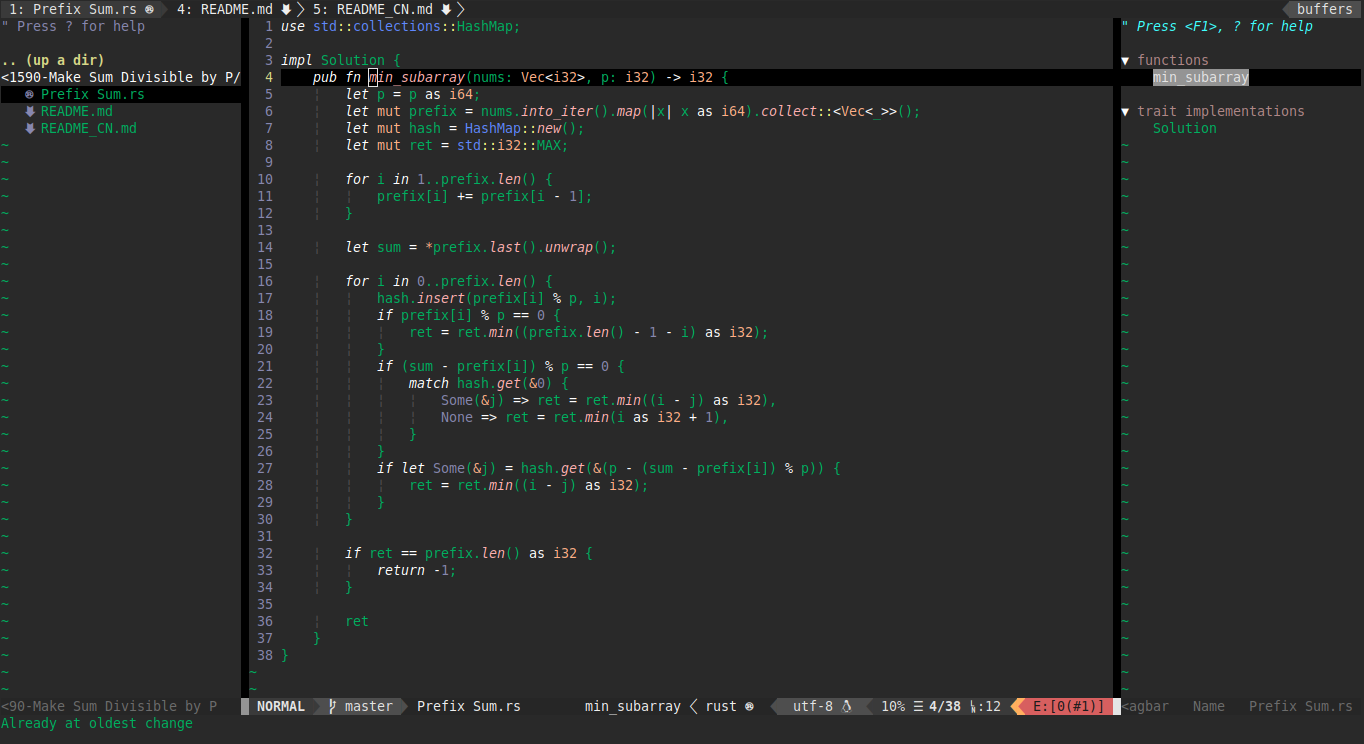 1: Prefix Sum.rs 4: README.md 5: README_CN.md buffers
" Press ? for help
.. (up a dir)
<1590-Make Sum Divisible by P/
Prefix Sum.rs
README.md
README_CN.md
1 use std::collections::HashMap;
2
3 impl Solution {
4     pub fn min_subarray(nums: Vec<i32>, p: i32) -> i32 {
5         let p = p as i64;
6         let mut prefix = nums.into_iter().map(|x| x as i64).collect::<Vec<_>>();
7         let mut hash = HashMap::new();
8         let mut ret = std::i32::MAX;
9
10         for i in 1..prefix.len() {
11             prefix[i] += prefix[i - 1];
12         }
13
14         let sum = *prefix.last().unwrap();
15
16         for i in 0..prefix.len() {
17             hash.insert(prefix[i] % p, i);
18             if prefix[i] % p == 0 {
19                 ret = ret.min((prefix.len() - 1 - i) as i32);
20             }
21             if (sum - prefix[i]) % p == 0 {
22                 match hash.get(&0) {
23                     Some(&j) => ret = ret.min((i - j) as i32),
24                     None => ret = ret.min(i as i32 + 1),
25                 }
26             }
27             if let Some(&j) = hash.get(&(p - (sum - prefix[i]) % p)) {
28                 ret = ret.min((i - j) as i32);
29             }
30         }
31
32         if ret == prefix.len() as i32 {
33             return -1;
34         }
35
36         ret
37     }
38 }
" Press <F1>, ? for help
▼ functions
min_subarray
▼ trait implementations
Solution
<90-Make Sum Divisible by P NORMAL master Prefix Sum.rs min_subarray rust utf-8 10% ☰ 4/38 :12 E:[0(#1)] <agbar Name Prefix Sum.rs
Already at oldest change